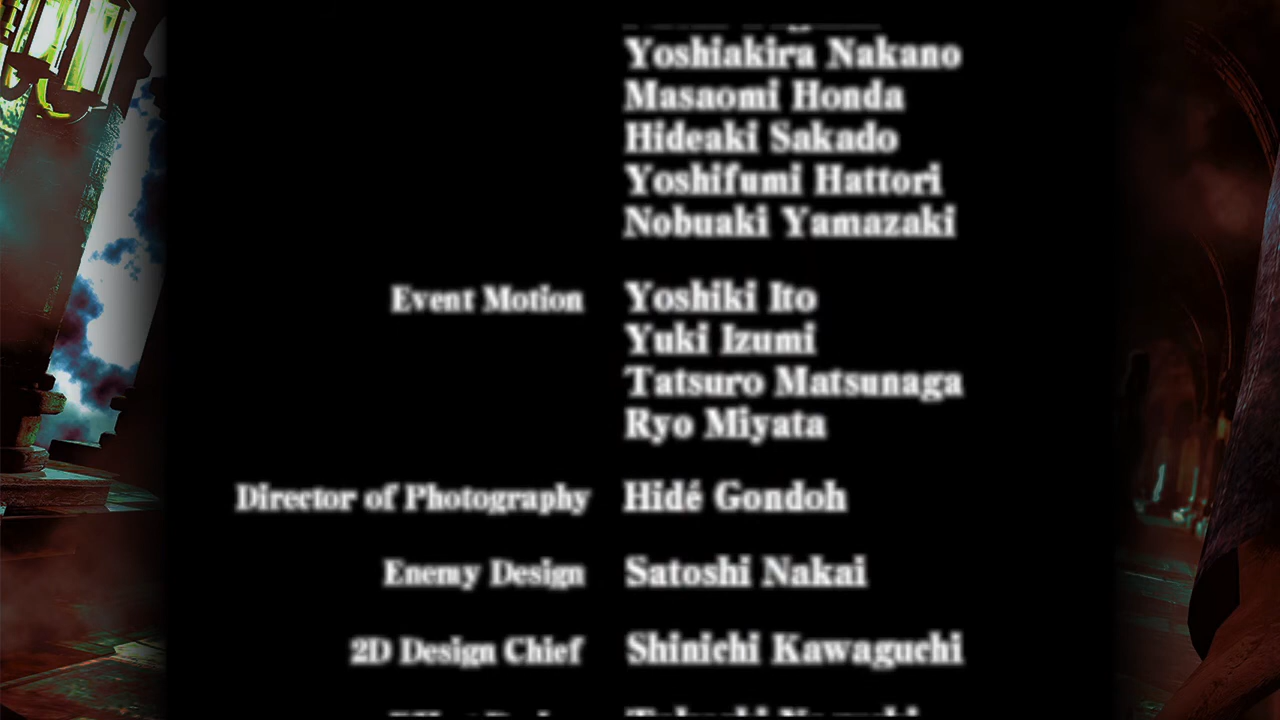 Yoshiakira Nakano
Masaomi Honda
Hideaki Sakado
Yoshifumi Hattori
Nobuaki Yamazaki
Event Motion Yoshiki Ito
Yuki Izumi
Tatsuro Matsunaga
Ryo Miyata
Director of Photography Hidé Gondoh
Enemy Design Satoshi Nakai
2D Design Chief Shinichi Kawaguchi